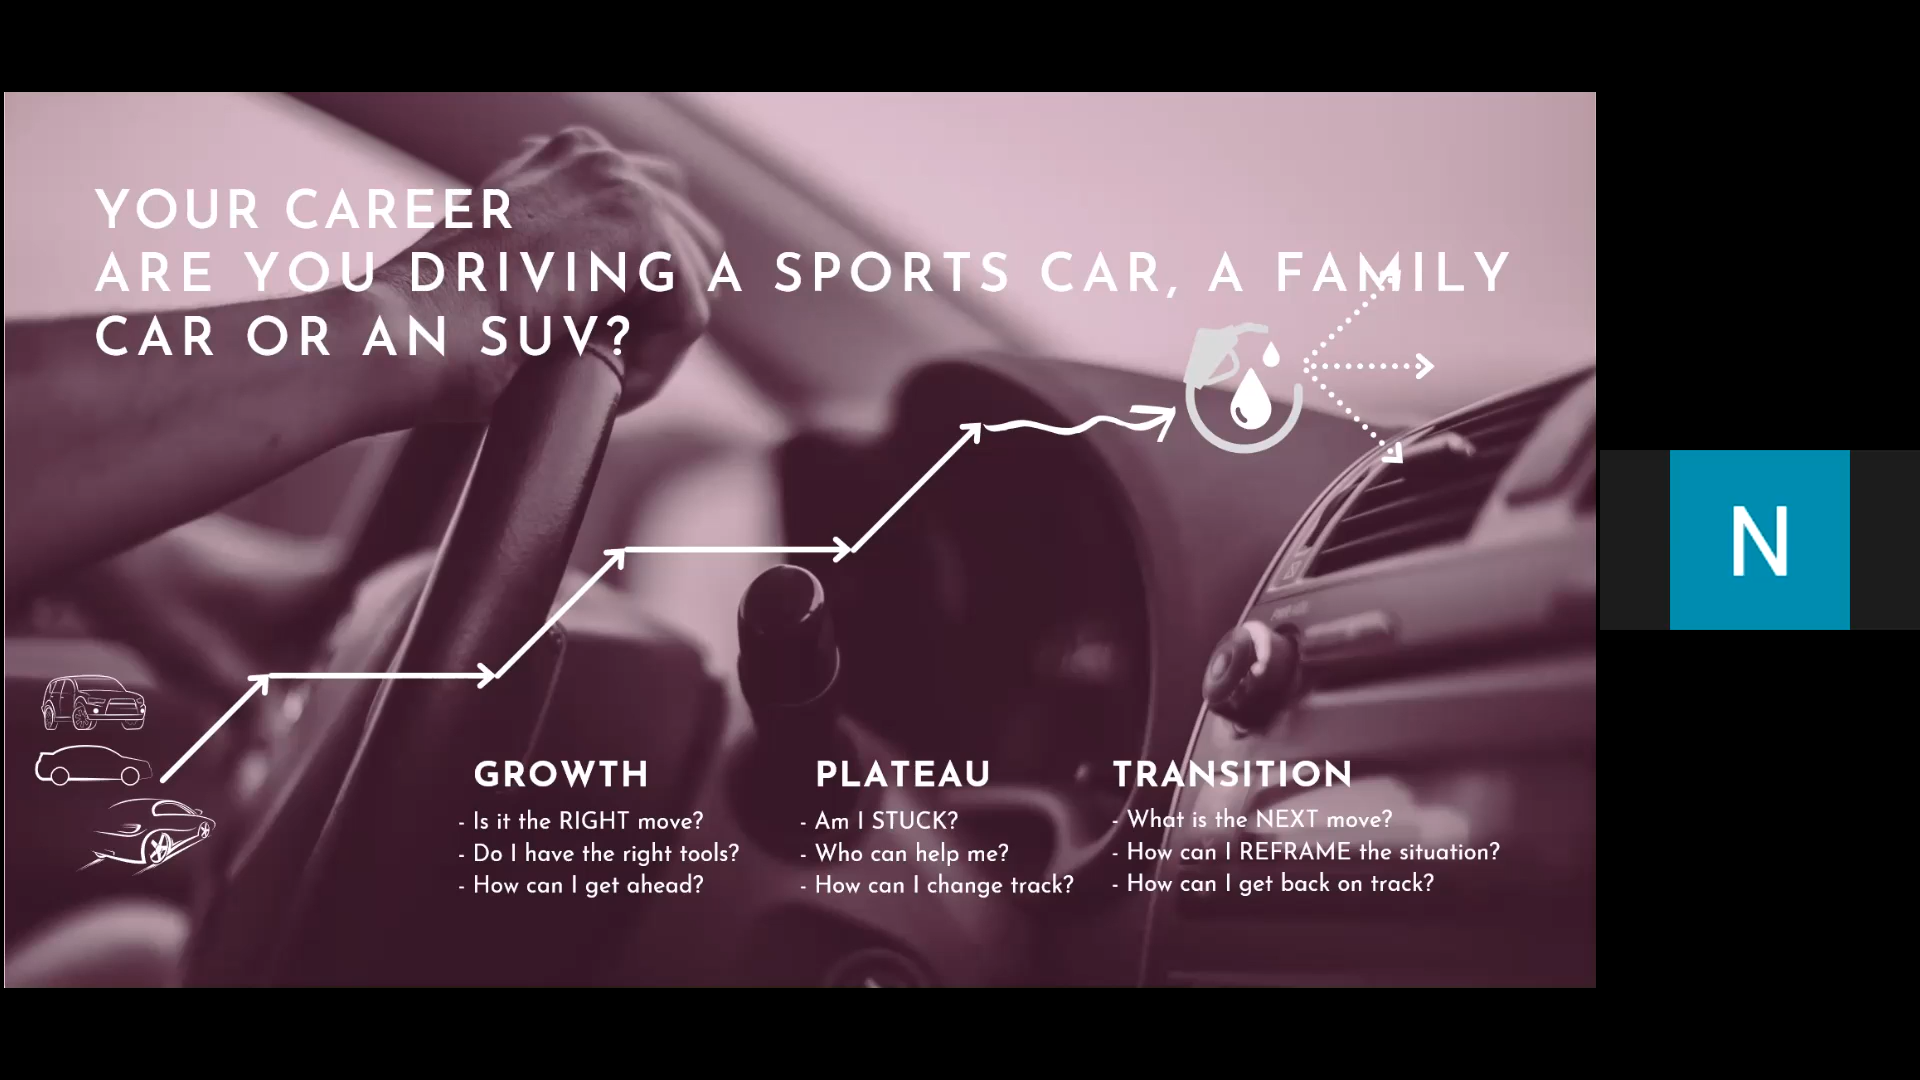 YOUR CAREER
ARE YOU DRIVING A SPORTS CAR, A FAMILY
CAR OR AN SUV?
GROWTH
- Is it the RIGHT move?
- Do I have the right tools?
- How can I get ahead?
PLATEAU
- Am I STUCK?
- Who can help me?
- How can I change track?
TRANSITION
- What is the NEXT move?
- How can I REFRAME the situation?
- How can I get back on track?
N